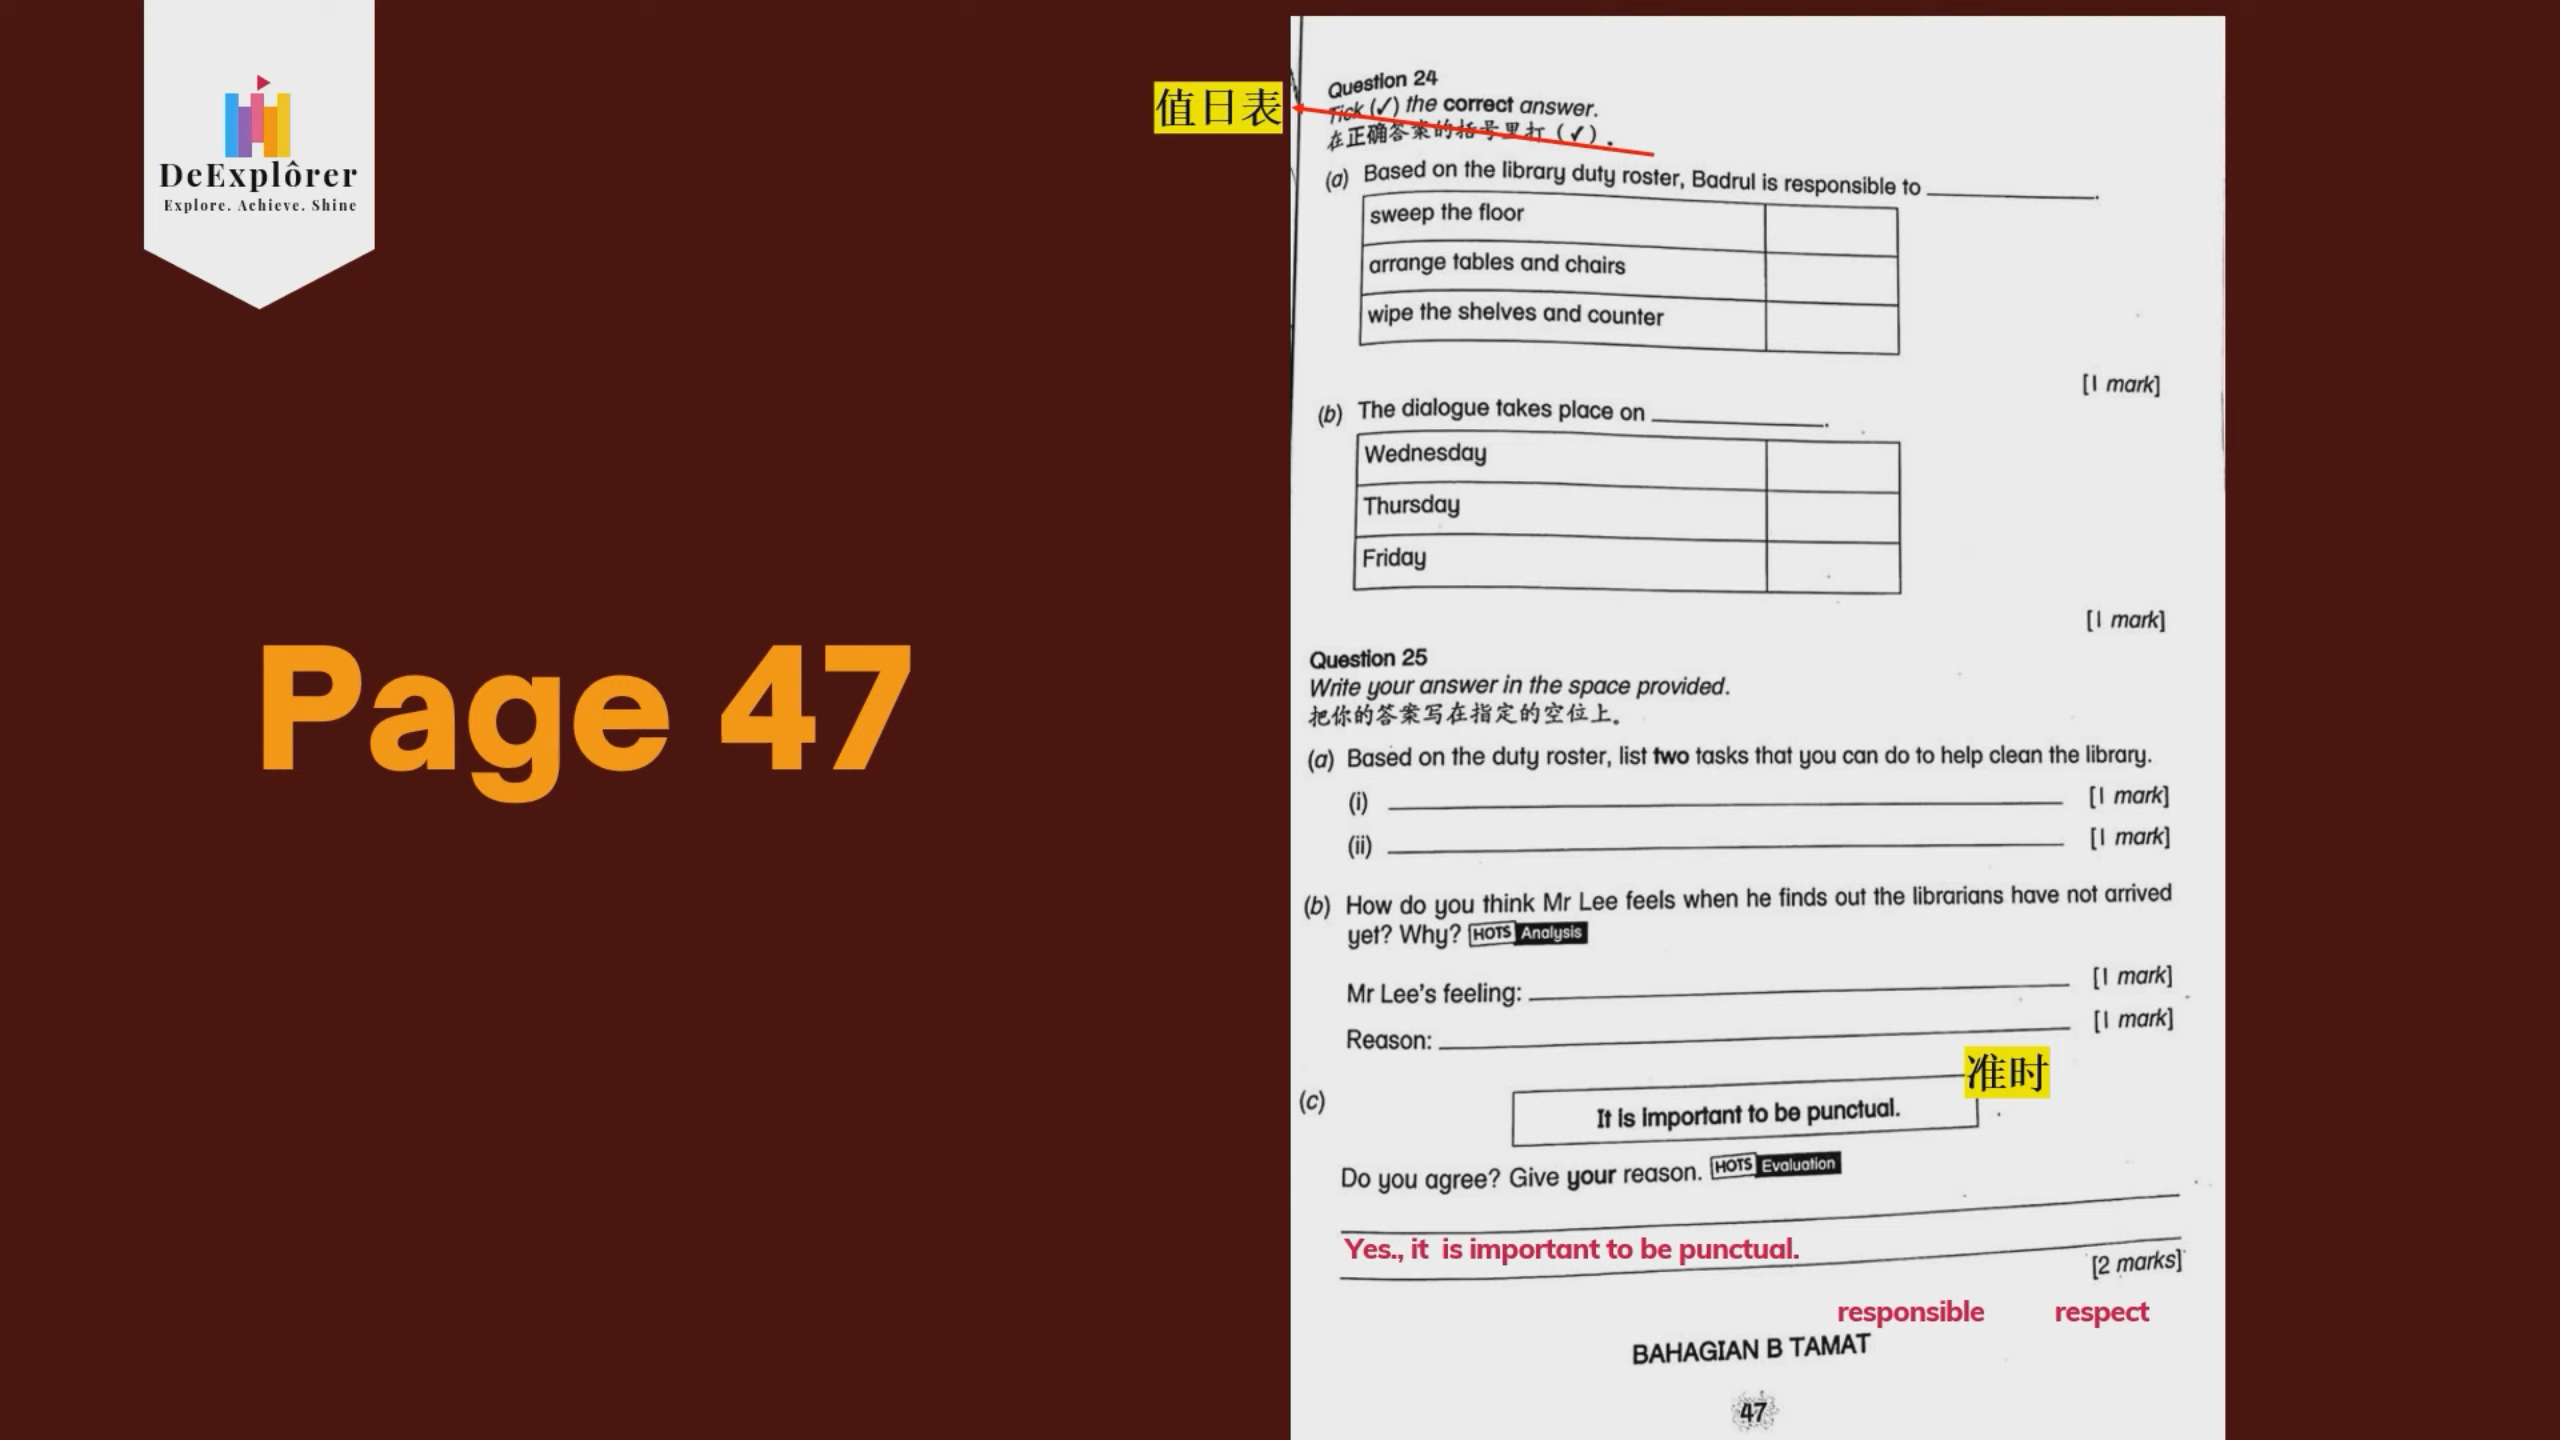 DeExplôrer
Explore. Achieve. Shine
Page 47
值日表
Question 24
Tick (✓) the correct answer.
在正确答案的括号里打 (✓) .
(a) Based on the library duty roster, Badrul is responsible to ____________.
sweep the floor
arrange tables and chairs
wipe the shelves and counter
[1 mark]
(b) The dialogue takes place on ____________.
Wednesday
Thursday
Friday
[1 mark]
Question 25
Write your answer in the space provided.
把你的答案写在指定的空位上。
(a) Based on the duty roster, list two tasks that you can do to help clean the library.
(i) ____________ [1 mark]
(ii) ____________ [1 mark]
(b) How do you think Mr Lee feels when he finds out the librarians have not arrived
yet? Why? HOTS Analysis
Mr Lee's feeling: ____________ [1 mark]
Reason: ____________ [1 mark]
准时
(c) It is important to be punctual.
Do you agree? Give your reason. HOTS Evaluation
Yes., it is important to be punctual.
[2 marks]
responsible respect
BAHAGIAN B TAMAT
47